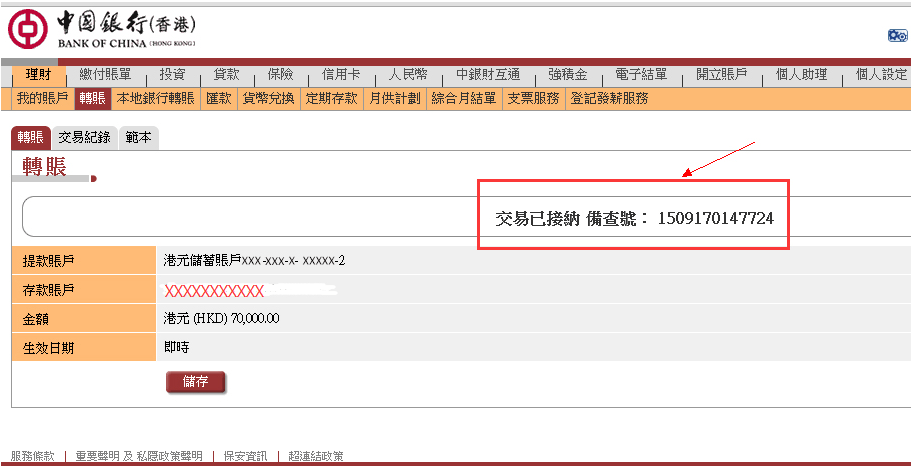 中國銀行(香港)
BANK OF CHINA (HONG KONG)
理財 繳付賬單 投資 貸款 保險 信用卡 人民幣 中銀財互通 強積金 電子結單 開立賬戶 個人助理 個人設定
我的賬戶 轉賬 本地銀行轉賬 匯款 貨幣兌換 定期存款 月供計劃 綜合月結單 支票服務 登記發薪服務
轉賬 交易紀錄 範本
轉賬
交易已接納 備查號： 1509170147724
提款賬戶 港元儲蓄賬戶xxx-xxx-x- xxxxx-2
存款賬戶 XXXXXXXXXXX
金額 港元 (HKD) 70,000.00
生效日期 即時
儲存
服務條款 | 重要聲明 及 私隱政策聲明 | 保安資訊 | 超連結政策